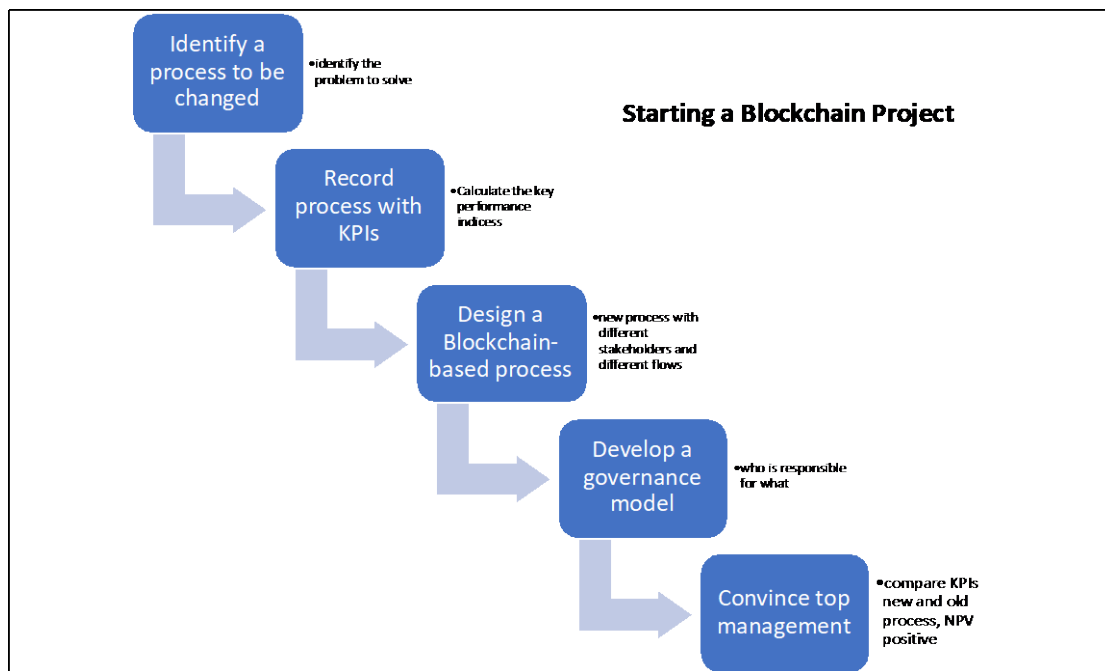 Identify a
process to be
changed
•identify the
problem to solve
Starting a Blockchain Project
Record
process with
KPIs
•Calculate the key
performance
indicess
Design a
Blockchain-
based process
•new process with
different
stakeholders and
different flows
Develop a
governance
model
•who is responsible
for what
Convince top
management
•compare KPIs
new and old
process, NPV
positive